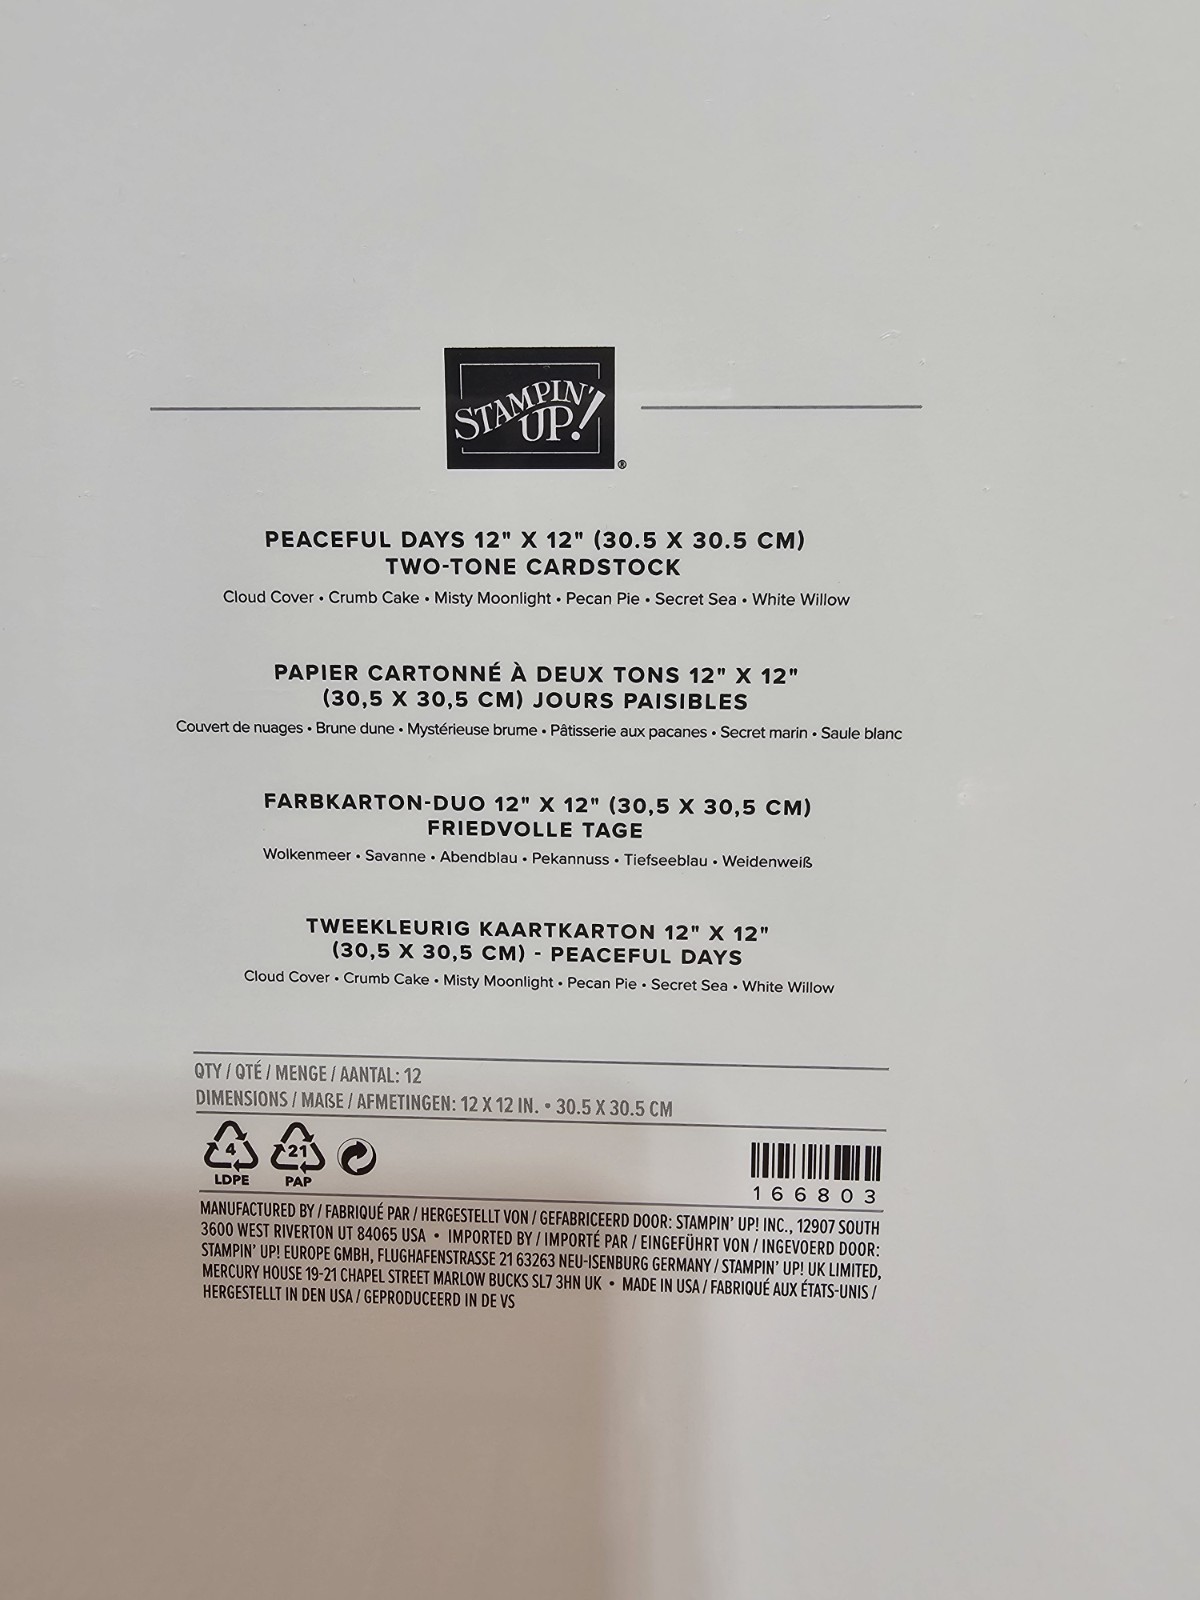 STAMPIN'
UP!
®
PEACEFUL DAYS 12" X 12" (30.5 X 30.5 CM)
TWO-TONE CARDSTOCK
Cloud Cover • Crumb Cake • Misty Moonlight • Pecan Pie • Secret Sea • White Willow
PAPIER CARTONNÉ À DEUX TONS 12" X 12"
(30,5 X 30,5 CM) JOURS PAISIBLES
Couvert de nuages • Brune dune • Mystérieuse brume • Pâtisserie aux pacanes • Secret marin • Saule blanc
FARBKARTON-DUO 12" X 12" (30,5 X 30,5 CM)
FRIEDVOLLE TAGE
Wolkenmeer • Savanne • Abendblau • Pekannuss • Tiefseeblau • Weidenweiß
TWEEKLEURIG KAARTKARTON 12" X 12"
(30,5 X 30,5 CM) - PEACEFUL DAYS
Cloud Cover • Crumb Cake • Misty Moonlight • Pecan Pie • Secret Sea • White Willow
QTY / QTÉ / MENGE / AANTAL: 12
DIMENSIONS / MAßE / AFMETINGEN: 12 X 12 IN. • 30.5 X 30.5 CM
4 21
LDPE PAP
166803
MANUFACTURED BY / FABRIQUÉ PAR / HERGESTELLT VON / GEFABRICEERD DOOR: STAMPIN' UP! INC., 12907 SOUTH
3600 WEST RIVERTON UT 84065 USA • IMPORTED BY / IMPORTÉ PAR / EINGEFÜHRT VON / INGEVOERD DOOR:
STAMPIN' UP! EUROPE GMBH, FLUGHAFENSTRASSE 21 63263 NEU-ISENBURG GERMANY / STAMPIN' UP! UK LIMITED,
MERCURY HOUSE 19-21 CHAPEL STREET MARLOW BUCKS SL7 3HN UK • MADE IN USA / FABRIQUÉ AUX ÉTATS-UNIS /
HERGESTELLT IN DEN USA / GEPRODUCEERD IN DE VS